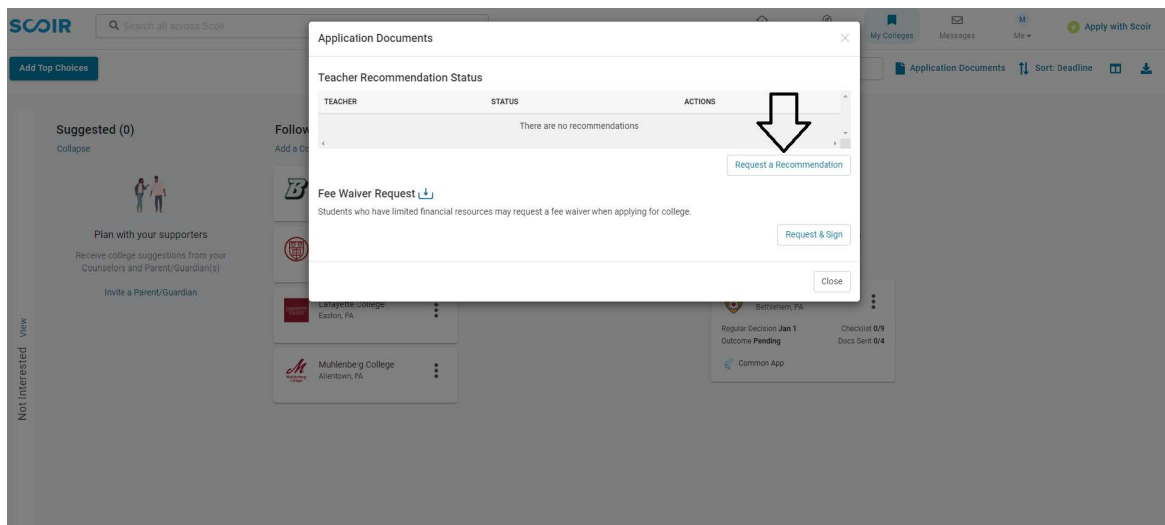 SCOIR
Search all across Scoir
My Colleges
Messages
M
Me
Apply with Scoir
Add Top Choices
Application Documents
Sort: Deadline
Application Documents
Teacher Recommendation Status
TEACHER STATUS ACTIONS
There are no recommendations
Request a Recommendation
Fee Waiver Request
Students who have limited financial resources may request a fee waiver when applying for college.
Request & Sign
Close
Suggested (0)
Collapse
Plan with your supporters
Receive college suggestions from your
Counselors and Parent/Guardian(s)
Invite a Parent/Guardian
Follow
Add a Co
B
Lafayette College
Easton, PA
M
Muhlenberg College
Allentown, PA
Bethlehem, PA
Regular Decision Jan 1 Checklist 0/9
Outcome Pending Docs Sent 0/4
Common App
Not Interested View